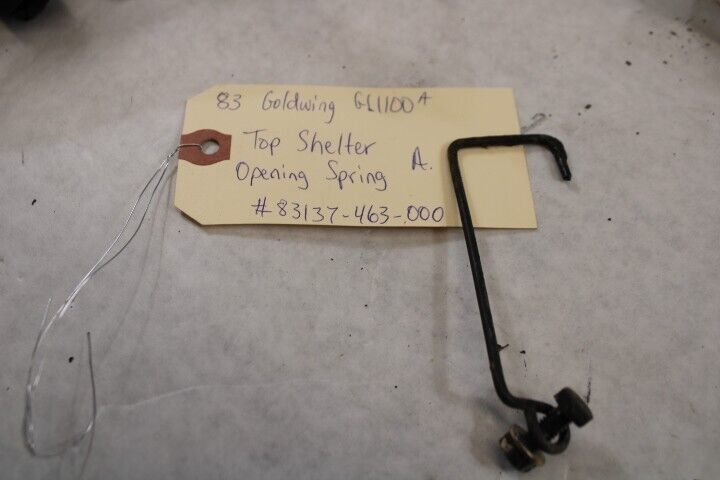 83 Goldwing GL1100A
Top Shelter
Opening Spring A.
#83137-463-000